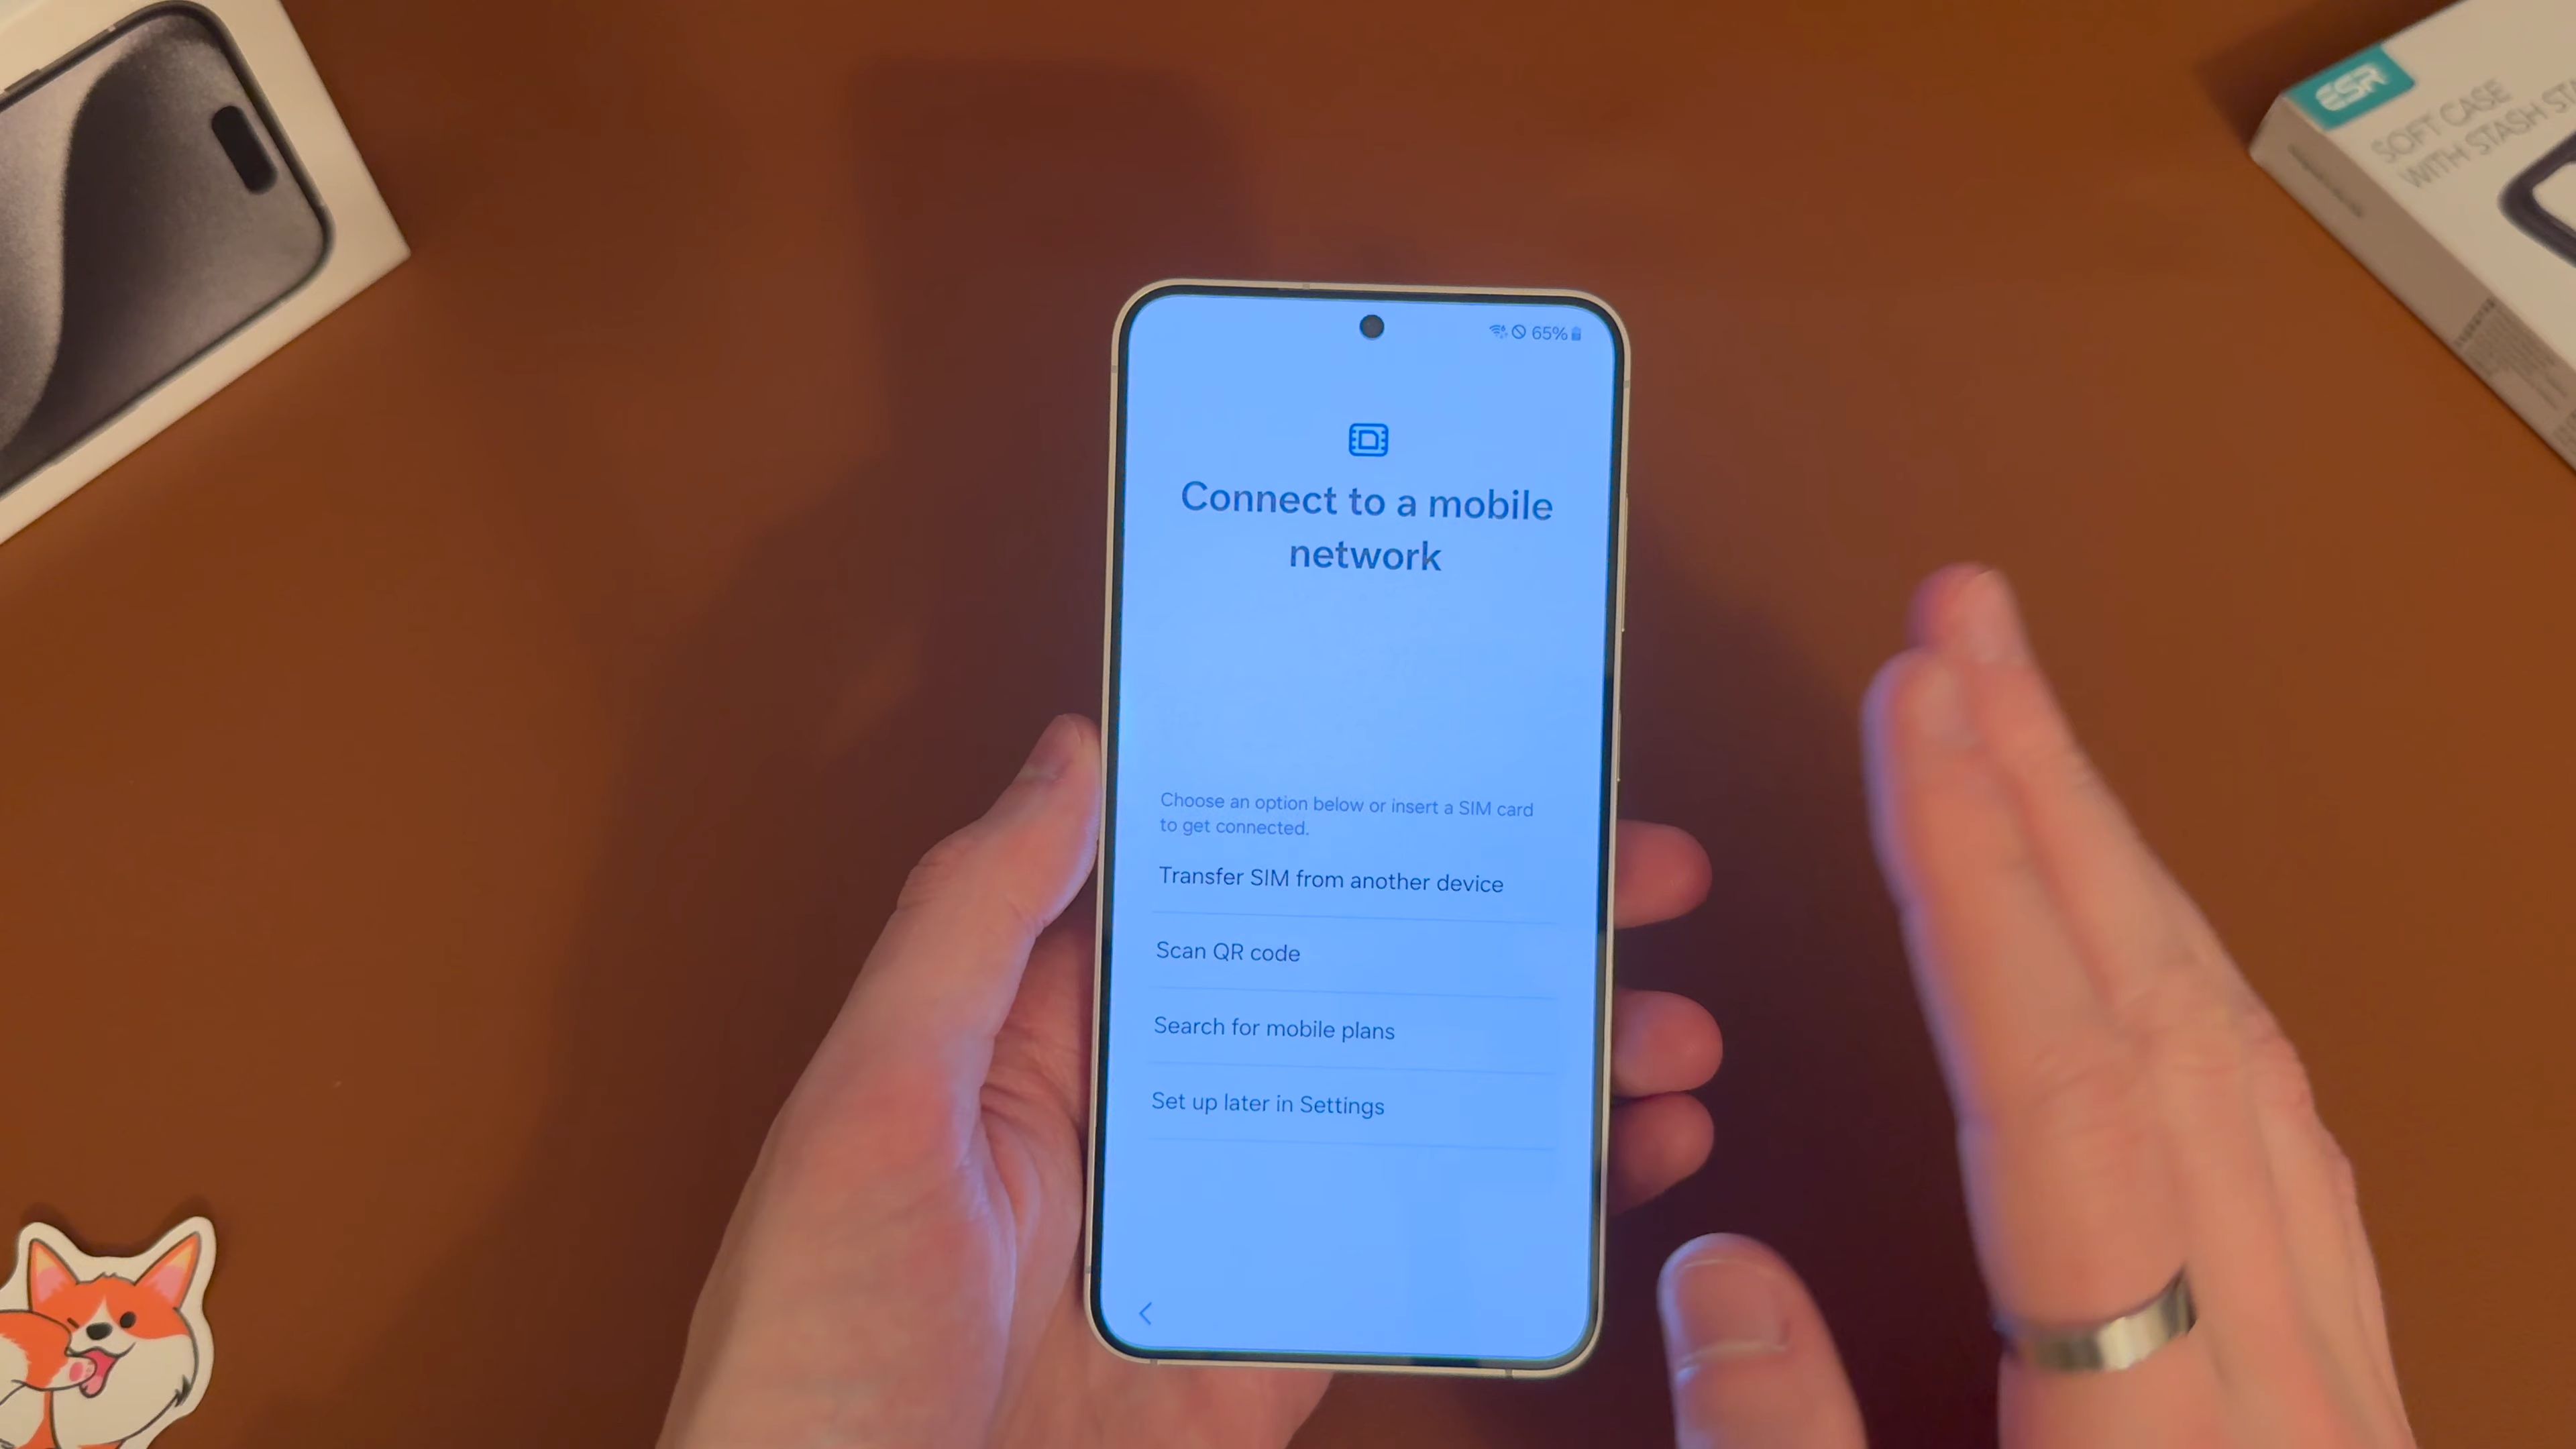 ESR
SOFT CASE
WITH STASH
65%
Connect to a mobile
network
Choose an option below or insert a SIM card
to get connected.
Transfer SIM from another device
Scan QR code
Search for mobile plans
Set up later in Settings